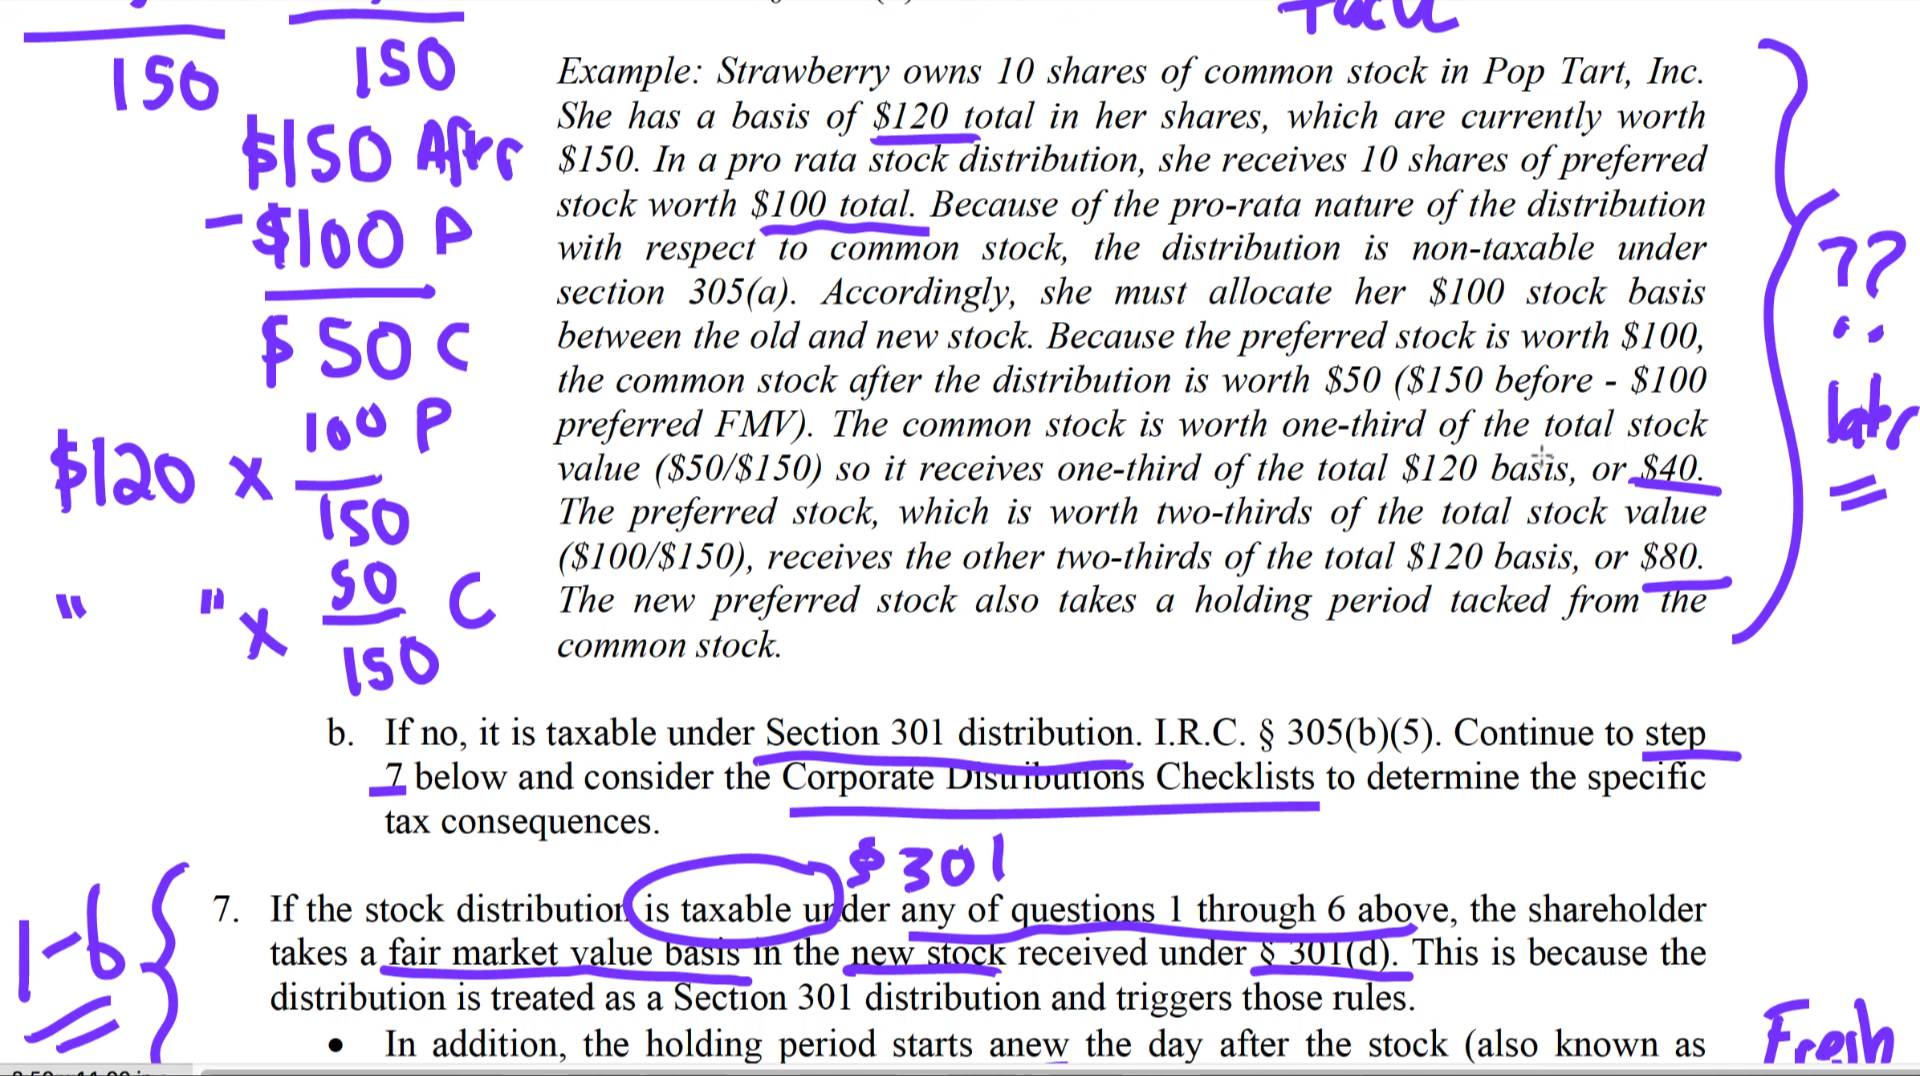 Tack
150 150
$150 After
- $100 P
$50 C
$120 x 100 P
150
" " x 50 C
150
Example: Strawberry owns 10 shares of common stock in Pop Tart, Inc.
She has a basis of $120 total in her shares, which are currently worth
$150. In a pro rata stock distribution, she receives 10 shares of preferred
stock worth $100 total. Because of the pro-rata nature of the distribution
with respect to common stock, the distribution is non-taxable under
section 305(a). Accordingly, she must allocate her $100 stock basis
between the old and new stock. Because the preferred stock is worth $100,
the common stock after the distribution is worth $50 ($150 before - $100
preferred FMV). The common stock is worth one-third of the total stock
value ($50/$150) so it receives one-third of the total $120 basis, or $40.
The preferred stock, which is worth two-thirds of the total stock value
($100/$150), receives the other two-thirds of the total $120 basis, or $80.
The new preferred stock also takes a holding period tacked from the
common stock.
??
later
b. If no, it is taxable under Section 301 distribution. I.R.C. § 305(b)(5). Continue to step
7 below and consider the Corporate Distributions Checklists to determine the specific
tax consequences.
§ 301
1-6
7. If the stock distribution is taxable under any of questions 1 through 6 above, the shareholder
takes a fair market value basis in the new stock received under § 301(d). This is because the
distribution is treated as a Section 301 distribution and triggers those rules.
• In addition, the holding period starts anew the day after the stock (also known as
Fresh